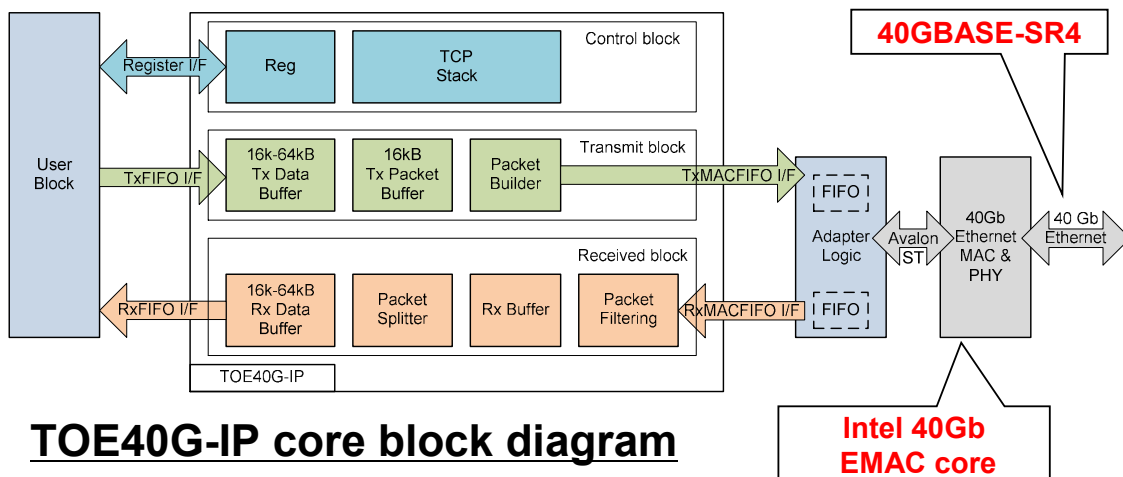 40GBASE-SR4
Control block
Register I/F
Reg
TCP
Stack
User
Block
Transmit block
TxFIFO I/F
16k-64kB
Tx Data
Buffer
16kB
Tx Packet
Buffer
Packet
Builder
TxMACFIFO I/F
FIFO
Adapter
Logic
FIFO
Avalon
ST
40Gb
Ethernet
MAC &
PHY
40 Gb
Ethernet
Received block
RxFIFO I/F
16k-64kB
Rx Data
Buffer
Packet
Splitter
Rx Buffer
Packet
Filtering
RxMACFIFO I/F
TOE40G-IP
TOE40G-IP core block diagram
Intel 40Gb
EMAC core